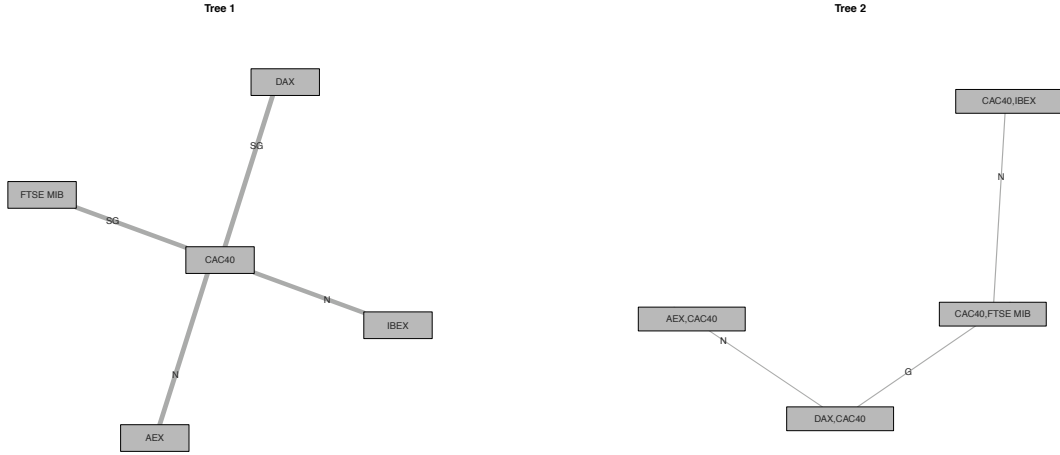 Tree 1
DAX
SG
FTSE MIB
SG
CAC40
N
IBEX
N
AEX
Tree 2
CAC40,IBEX
N
AEX,CAC40
CAC40,FTSE MIB
N
G
DAX,CAC40